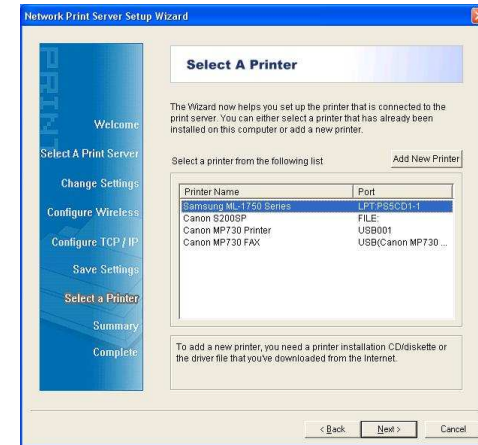 Network Print Server Setup Wizard
PRINT
Select A Printer
The Wizard now helps you set up the printer that is connected to the
print server. You can either select a printer that has already been
installed on this computer or add a new printer.
Select a printer from the following list
Add New Printer
Welcome
Select A Print Server
Change Settings
Configure Wireless
Configure TCP / IP
Save Settings
Select a Printer
Summary
Complete
Printer Name Port
Samsung ML-1750 Series LPT:PS5CD1-1
Canon S200SP FILE:
Canon MP730 Printer USB001
Canon MP730 FAX USB(Canon MP730 ...
To add a new printer, you need a printer installation CD/diskette or
the driver file that you've downloaded from the Internet.
< Back Next > Cancel